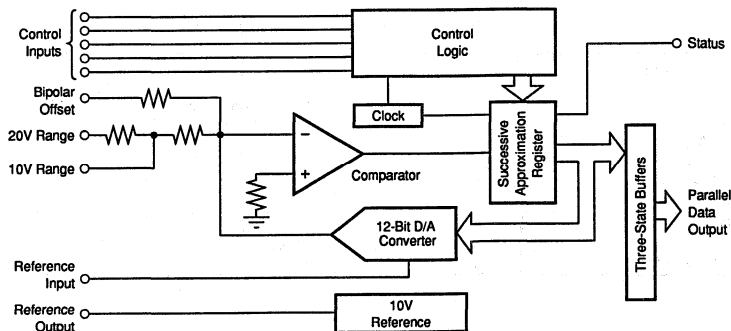 Control
Inputs
Control
Logic
Status
Bipolar
Offset
Clock
20V Range
10V Range
Comparator
Successive
Approximation
Register
Three-State Buffers
Parallel
Data
Output
12-Bit D/A
Converter
Reference
Input
Reference
Output
10V
Reference